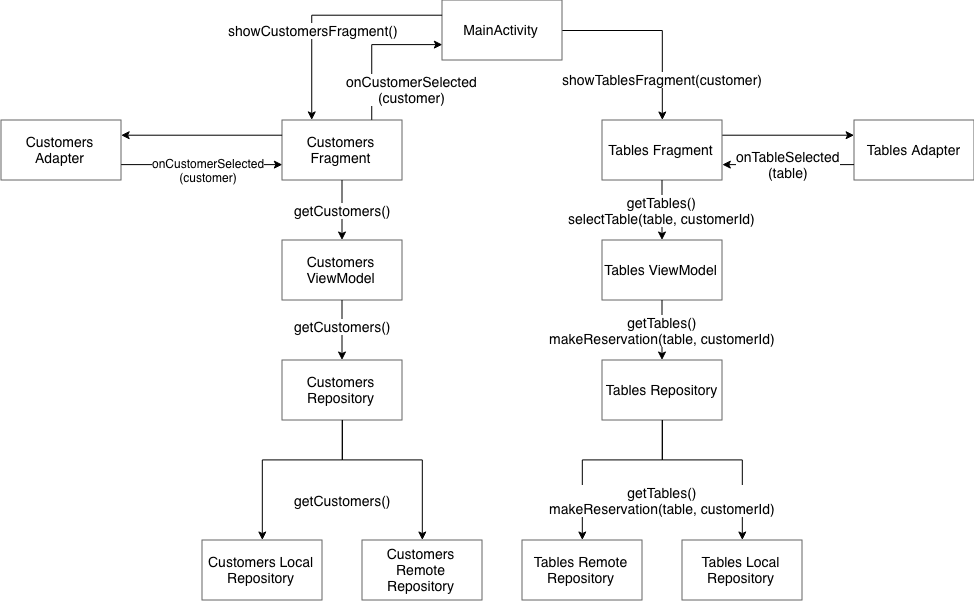 MainActivity
showCustomersFragment()
onCustomerSelected
(customer)
showTablesFragment(customer)
Customers
Adapter
onCustomerSelected
(customer)
Customers
Fragment
Tables Fragment
onTableSelected
(table)
Tables Adapter
getCustomers()
getTables()
selectTable(table, customerId)
Customers
ViewModel
Tables ViewModel
getCustomers()
getTables()
makeReservation(table, customerId)
Customers
Repository
Tables Repository
getCustomers()
getTables()
makeReservation(table, customerId)
Customers Local
Repository
Customers
Remote
Repository
Tables Remote
Repository
Tables Local
Repository